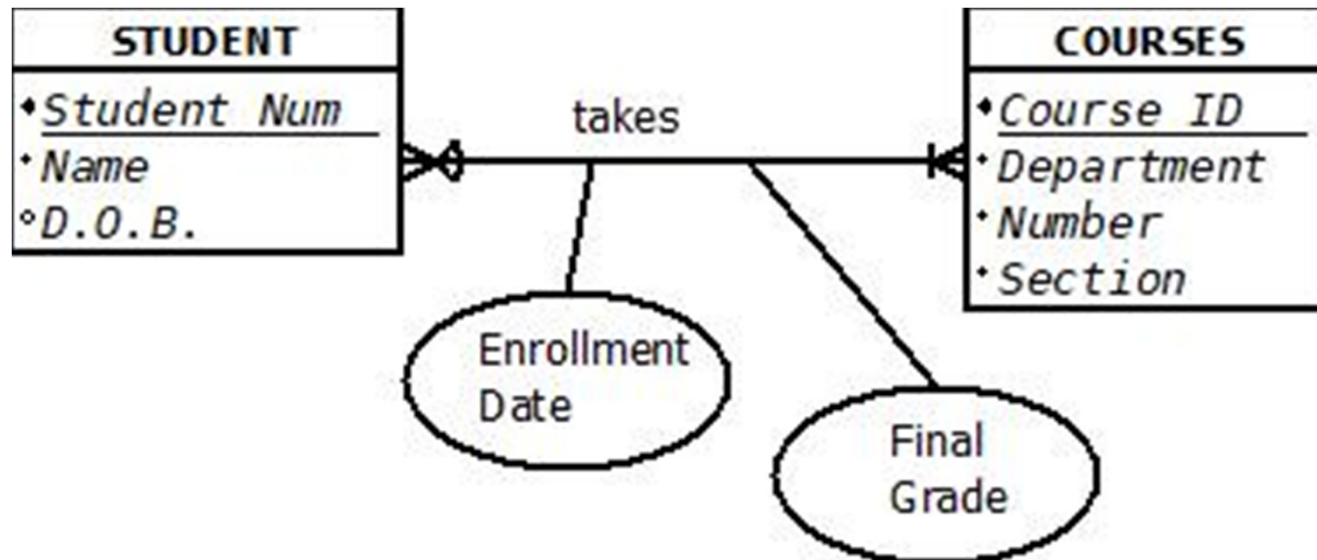 STUDENT
Student Num
Name
D.O.B.
takes
COURSES
Course ID
Department
Number
Section
Enrollment
Date
Final
Grade